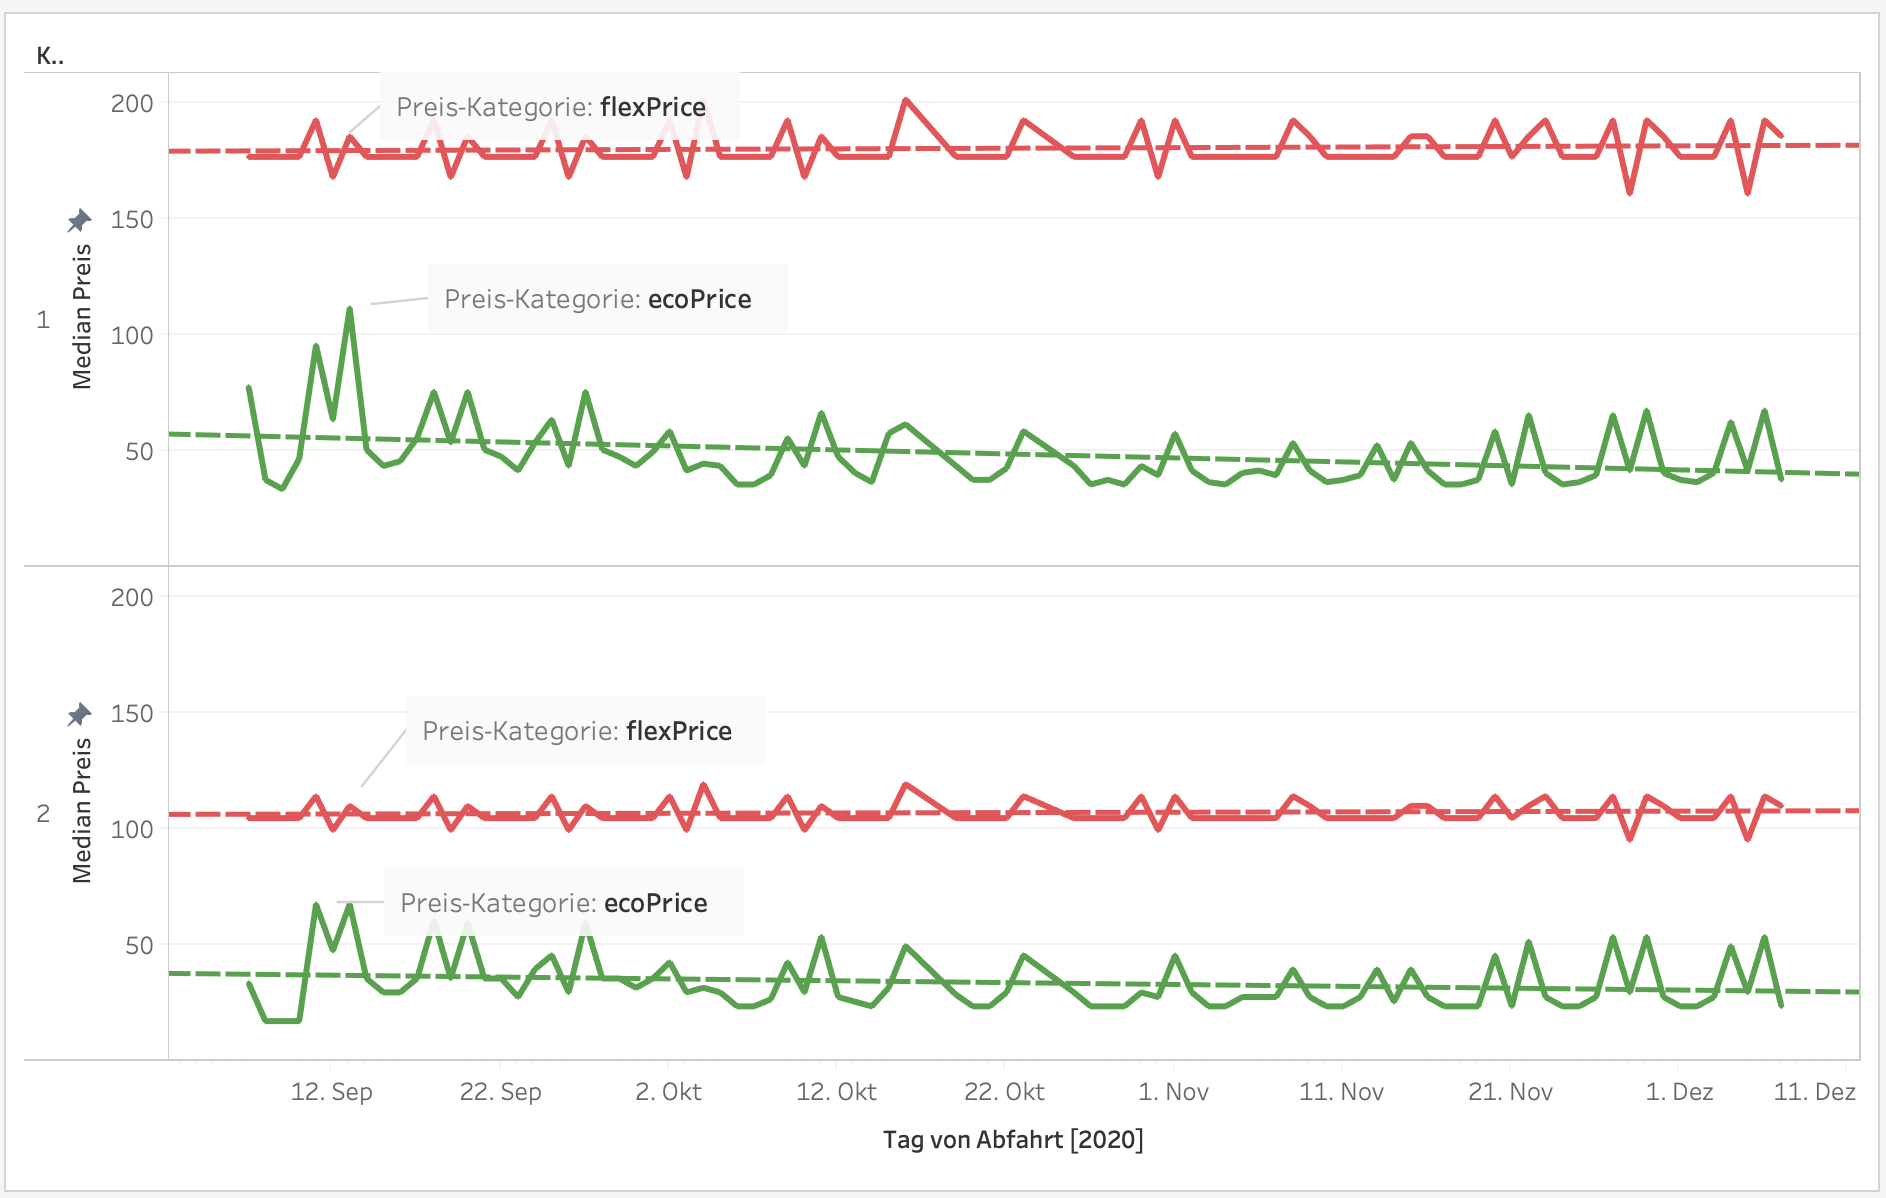 K..
1
Median Preis
200
150
100
50
Preis-Kategorie: flexPrice
Preis-Kategorie: ecoPrice
2
Median Preis
200
150
100
50
Preis-Kategorie: flexPrice
Preis-Kategorie: ecoPrice
12. Sep 22. Sep 2. Okt 12. Okt 22. Okt 1. Nov 11. Nov 21. Nov 1. Dez 11. Dez
Tag von Abfahrt [2020]